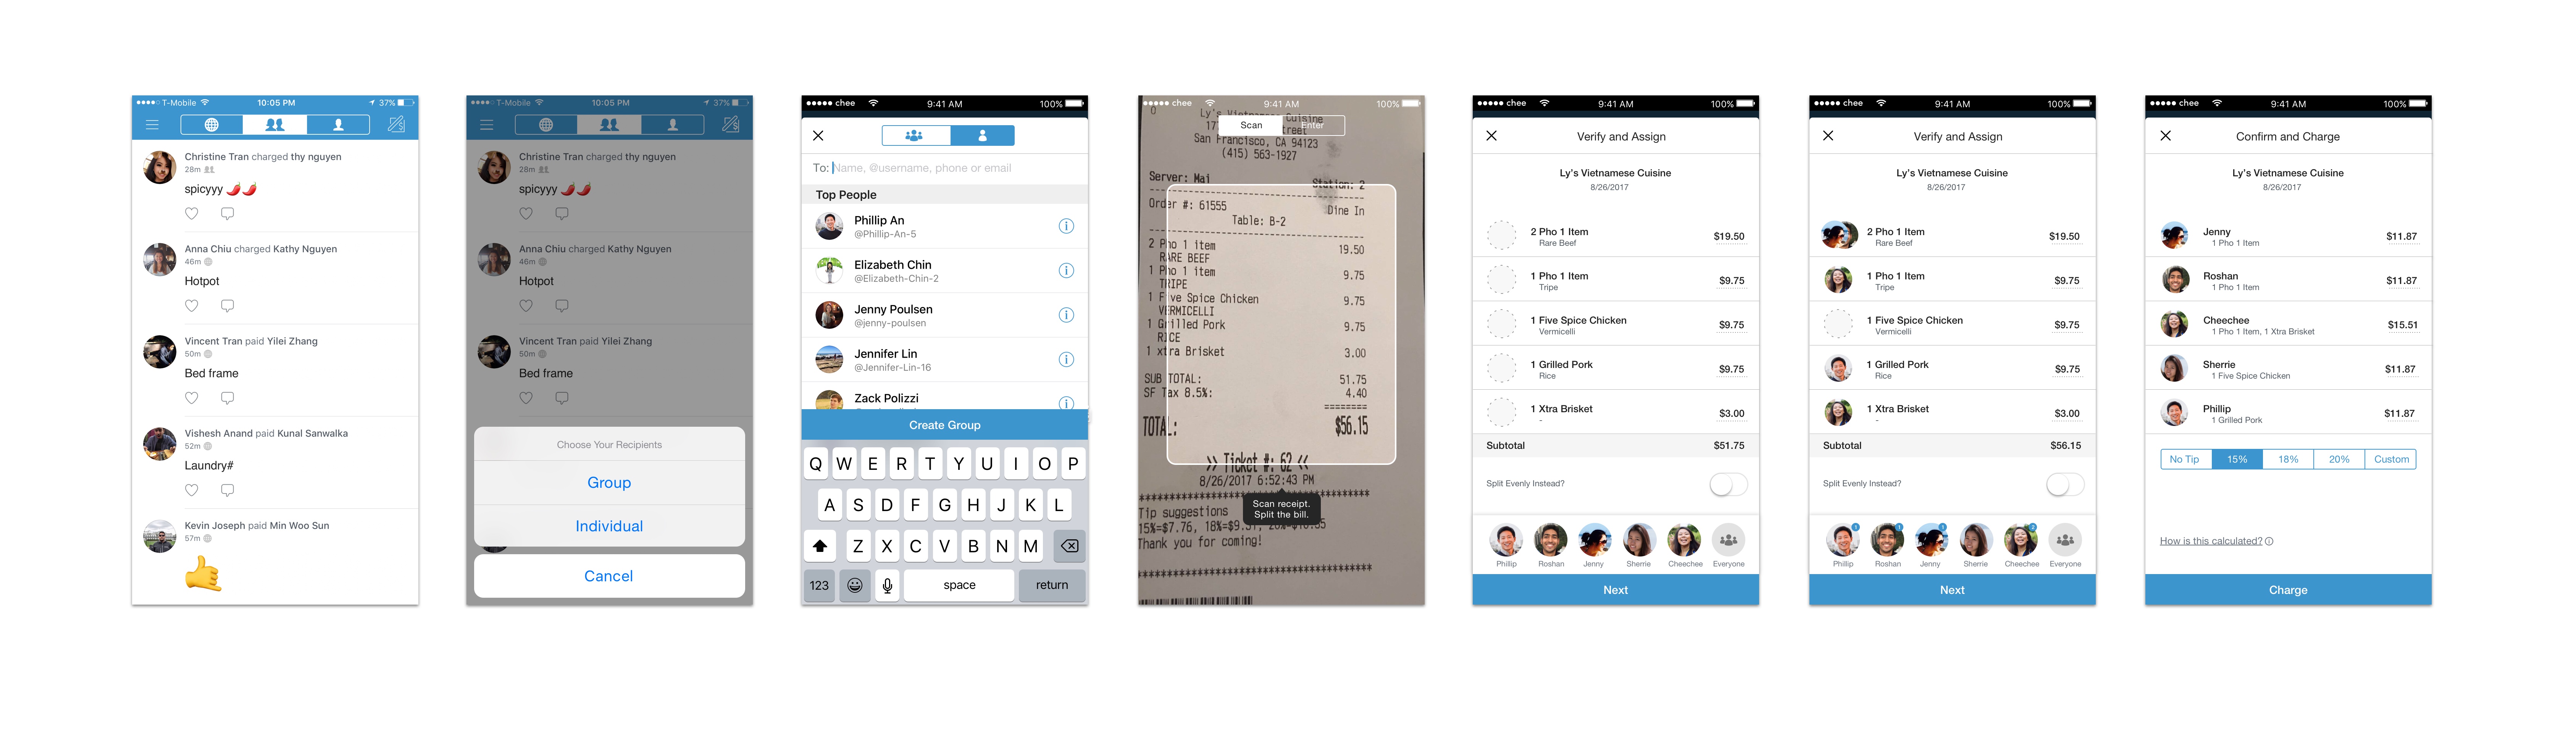 T-Mobile 10:05 PM 37%
Christine Tran charged thy nguyen
28m
spicyyy 🌶️🌶️
Anna Chiu charged Kathy Nguyen
46m
Hotpot
Vincent Tran paid Yilei Zhang
50m
Bed frame
Vishesh Anand paid Kunal Sanwalka
52m
Laundry#
Kevin Joseph paid Min Woo Sun
57m
🤙
T-Mobile 10:05 PM 37%
Christine Tran charged thy nguyen
28m
spicyyy 🌶️🌶️
Anna Chiu charged Kathy Nguyen
46m
Hotpot
Vincent Tran paid Yilei Zhang
50m
Bed frame
Choose Your Recipients
Group
Individual
Cancel
chee 9:41 AM 100%
To: Name, @username, phone or email
Top People
Phillip An
@Phillip-An-5
Elizabeth Chin
@Elizabeth-Chin-2
Jenny Poulsen
@jenny-poulsen
Jennifer Lin
@Jennifer-Lin-16
Zack Polizzi
Create Group
Q W E R T Y U I O P
A S D F G H J K L
Z X C V B N M
123 space return
chee 9:41 AM 100%
Ly's Vietnamese Cuisine
Scan Enter
San Francisco, CA 94123
(415) 563-1927
Server: Mai
Station: 2
Order #: 61555 Dine In
Table: B-2
2 Pho 1 item 19.50
RARE BEEF
1 Pho 1 item 9.75
TRIPE
1 Five Spice Chicken 9.75
VERMICELLI
1 Grilled Pork 9.75
RICE
1 xtra Brisket 3.00
SUB TOTAL: 51.75
SF Tax 8.5%: 4.40
========
TOTAL: $56.15
>> Ticket #: 62 <<
8/26/2017 6:52:43 PM
Scan receipt.
Split the bill.
Tip suggestions
15%=$7.76, 18%=
Thank you for coming!
chee 9:41 AM 100%
Verify and Assign
Ly's Vietnamese Cuisine
8/26/2017
2 Pho 1 Item $19.50
Rare Beef
1 Pho 1 Item $9.75
Tripe
1 Five Spice Chicken $9.75
Vermicelli
1 Grilled Pork $9.75
Rice
1 Xtra Brisket $3.00
-
Subtotal $51.75
Split Evenly Instead?
Phillip Roshan Jenny Sherrie Cheechee Everyone
Next
chee 9:41 AM 100%
Verify and Assign
Ly's Vietnamese Cuisine
8/26/2017
2 Pho 1 Item $19.50
Rare Beef
1 Pho 1 Item $9.75
Tripe
1 Five Spice Chicken $9.75
Vermicelli
1 Grilled Pork $9.75
Rice
1 Xtra Brisket $3.00
-
Subtotal $56.15
Split Evenly Instead?
1 1 1 2
Phillip Roshan Jenny Sherrie Cheechee Everyone
Next
chee 9:41 AM 100%
Confirm and Charge
Ly's Vietnamese Cuisine
8/26/2017
Jenny $11.87
1 Pho 1 Item
Roshan $11.87
1 Pho 1 Item
Cheechee $15.51
1 Pho 1 Item, 1 Xtra Brisket
Sherrie $11.87
1 Five Spice Chicken
Phillip $11.87
1 Grilled Pork
No Tip 15% 18% 20% Custom
How is this calculated?
Charge